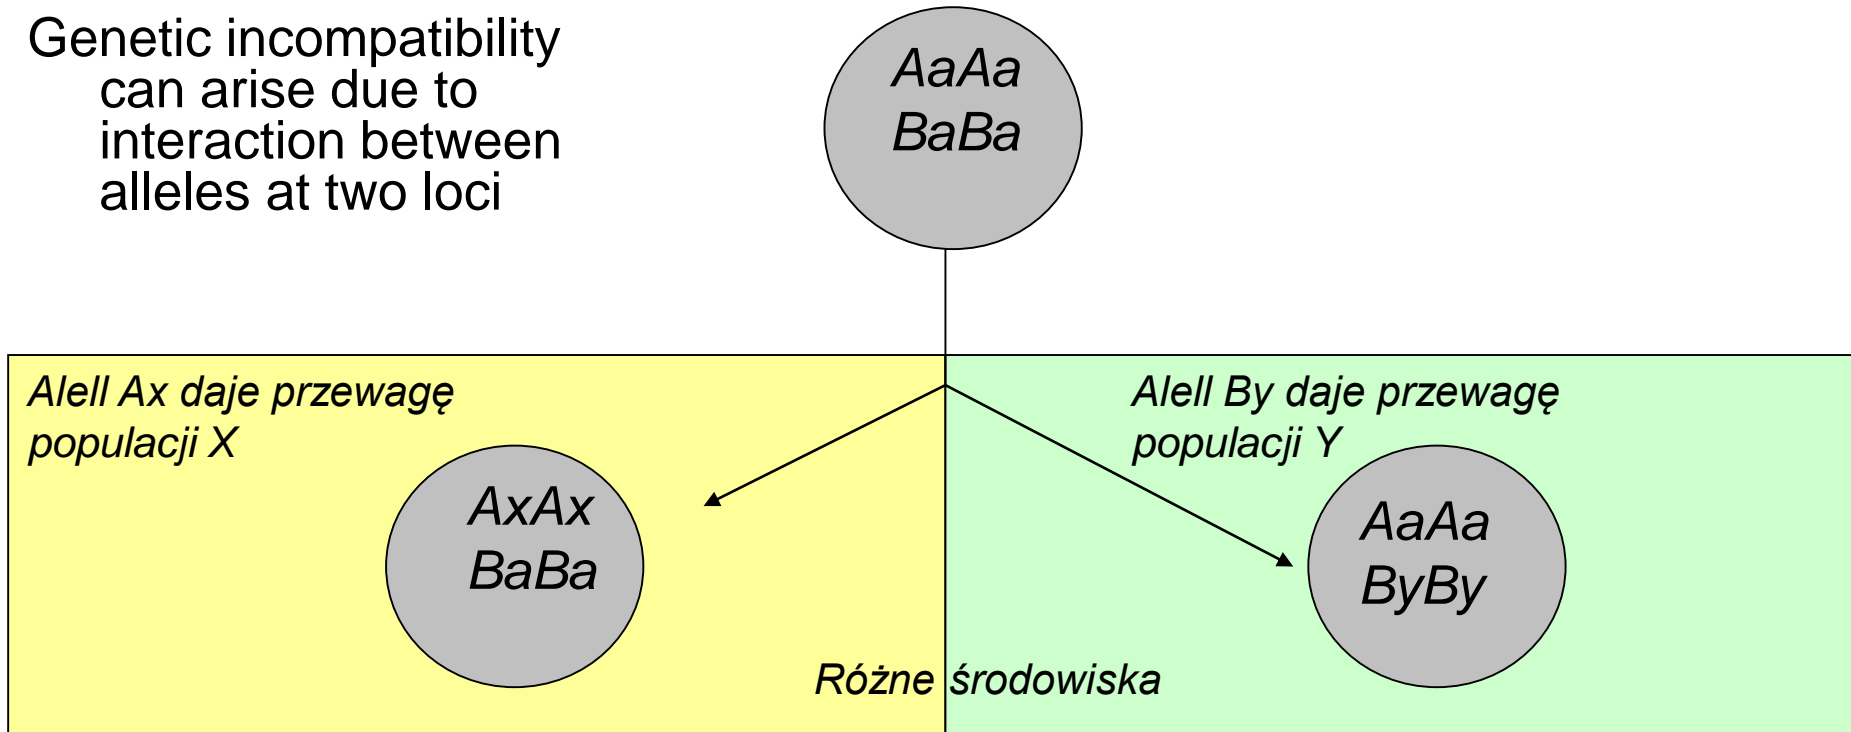 Genetic incompatibility
can arise due to
interaction between
alleles at two loci
AaAa
BaBa
Alell Ax daje przewagę
populacji X
AxAx
BaBa
Alell By daje przewagę
populacji Y
AaAa
ByBy
Różne środowiska